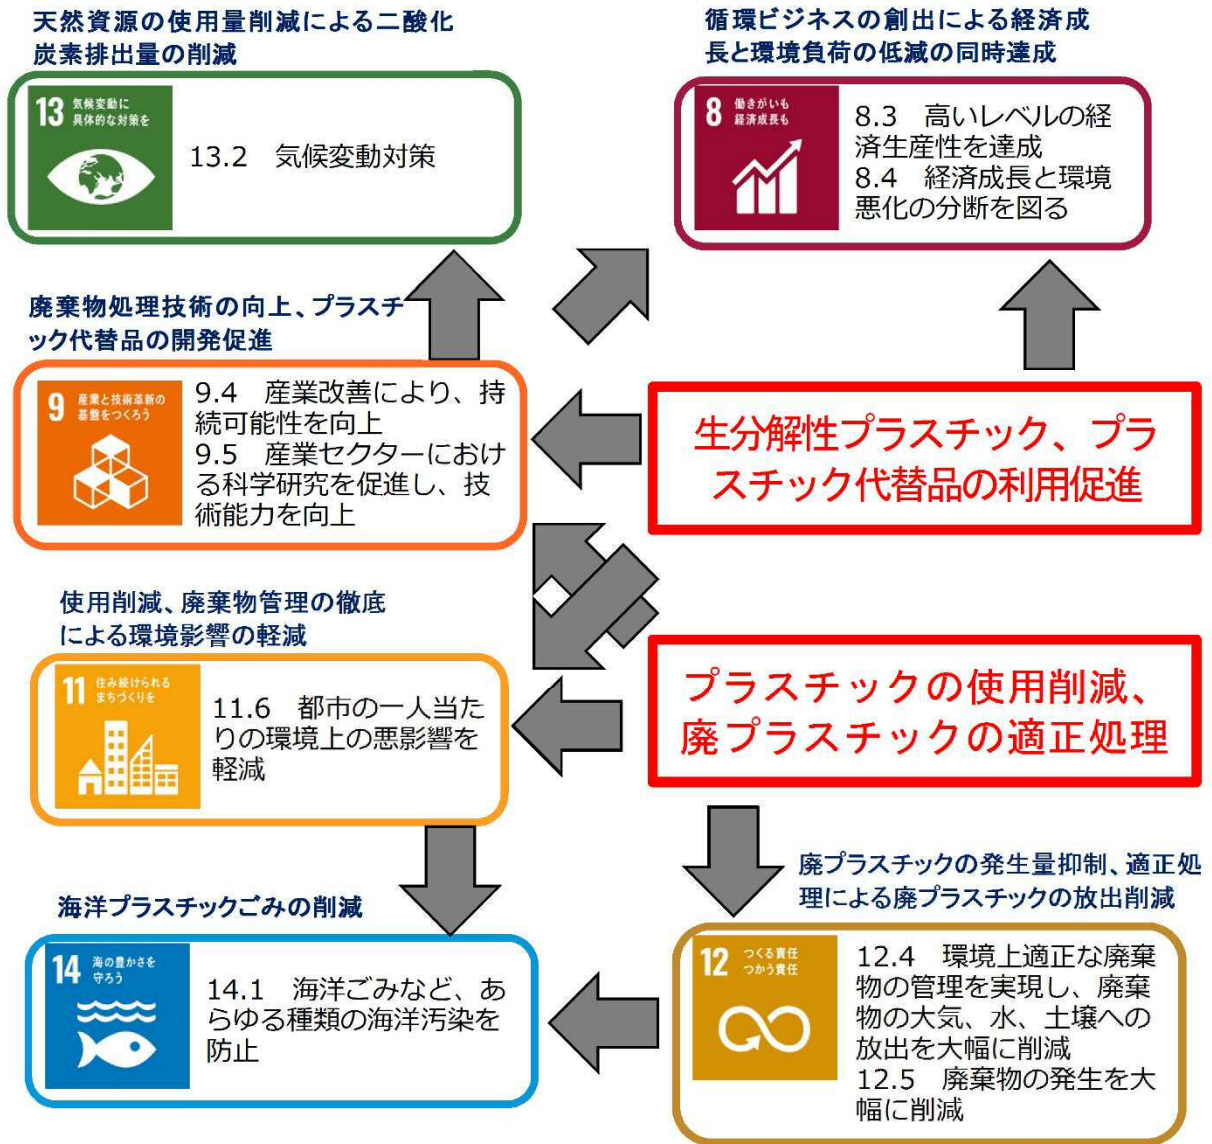 天然資源の使用量削減による二酸化
炭素排出量の削減
13 気候変動に
具体的な対策を
13.2　気候変動対策
循環ビジネスの創出による経済成
長と環境負荷の低減の同時達成
8 働きがいも
経済成長も
8.3　高いレベルの経
済生産性を達成
8.4　経済成長と環境
悪化の分断を図る
廃棄物処理技術の向上、プラスチ
ック代替品の開発促進
9 産業と技術革新の
基盤をつくろう
9.4　産業改善により、持
続可能性を向上
9.5　産業セクターにおけ
る科学研究を促進し、技
術能力を向上
生分解性プラスチック、プラ
スチック代替品の利用促進
使用削減、廃棄物管理の徹底
による環境影響の軽減
11 住み続けられる
まちづくりを
11.6　都市の一人当た
りの環境上の悪影響を
軽減
プラスチックの使用削減、
廃プラスチックの適正処理
海洋プラスチックごみの削減
14 海の豊かさを
守ろう
14.1　海洋ごみなど、あ
らゆる種類の海洋汚染を
防止
廃プラスチックの発生量抑制、適正処
理による廃プラスチックの放出削減
12 つくる責任
つかう責任
12.4　環境上適正な廃棄
物の管理を実現し、廃棄
物の大気、水、土壌への
放出を大幅に削減
12.5　廃棄物の発生を大
幅に削減